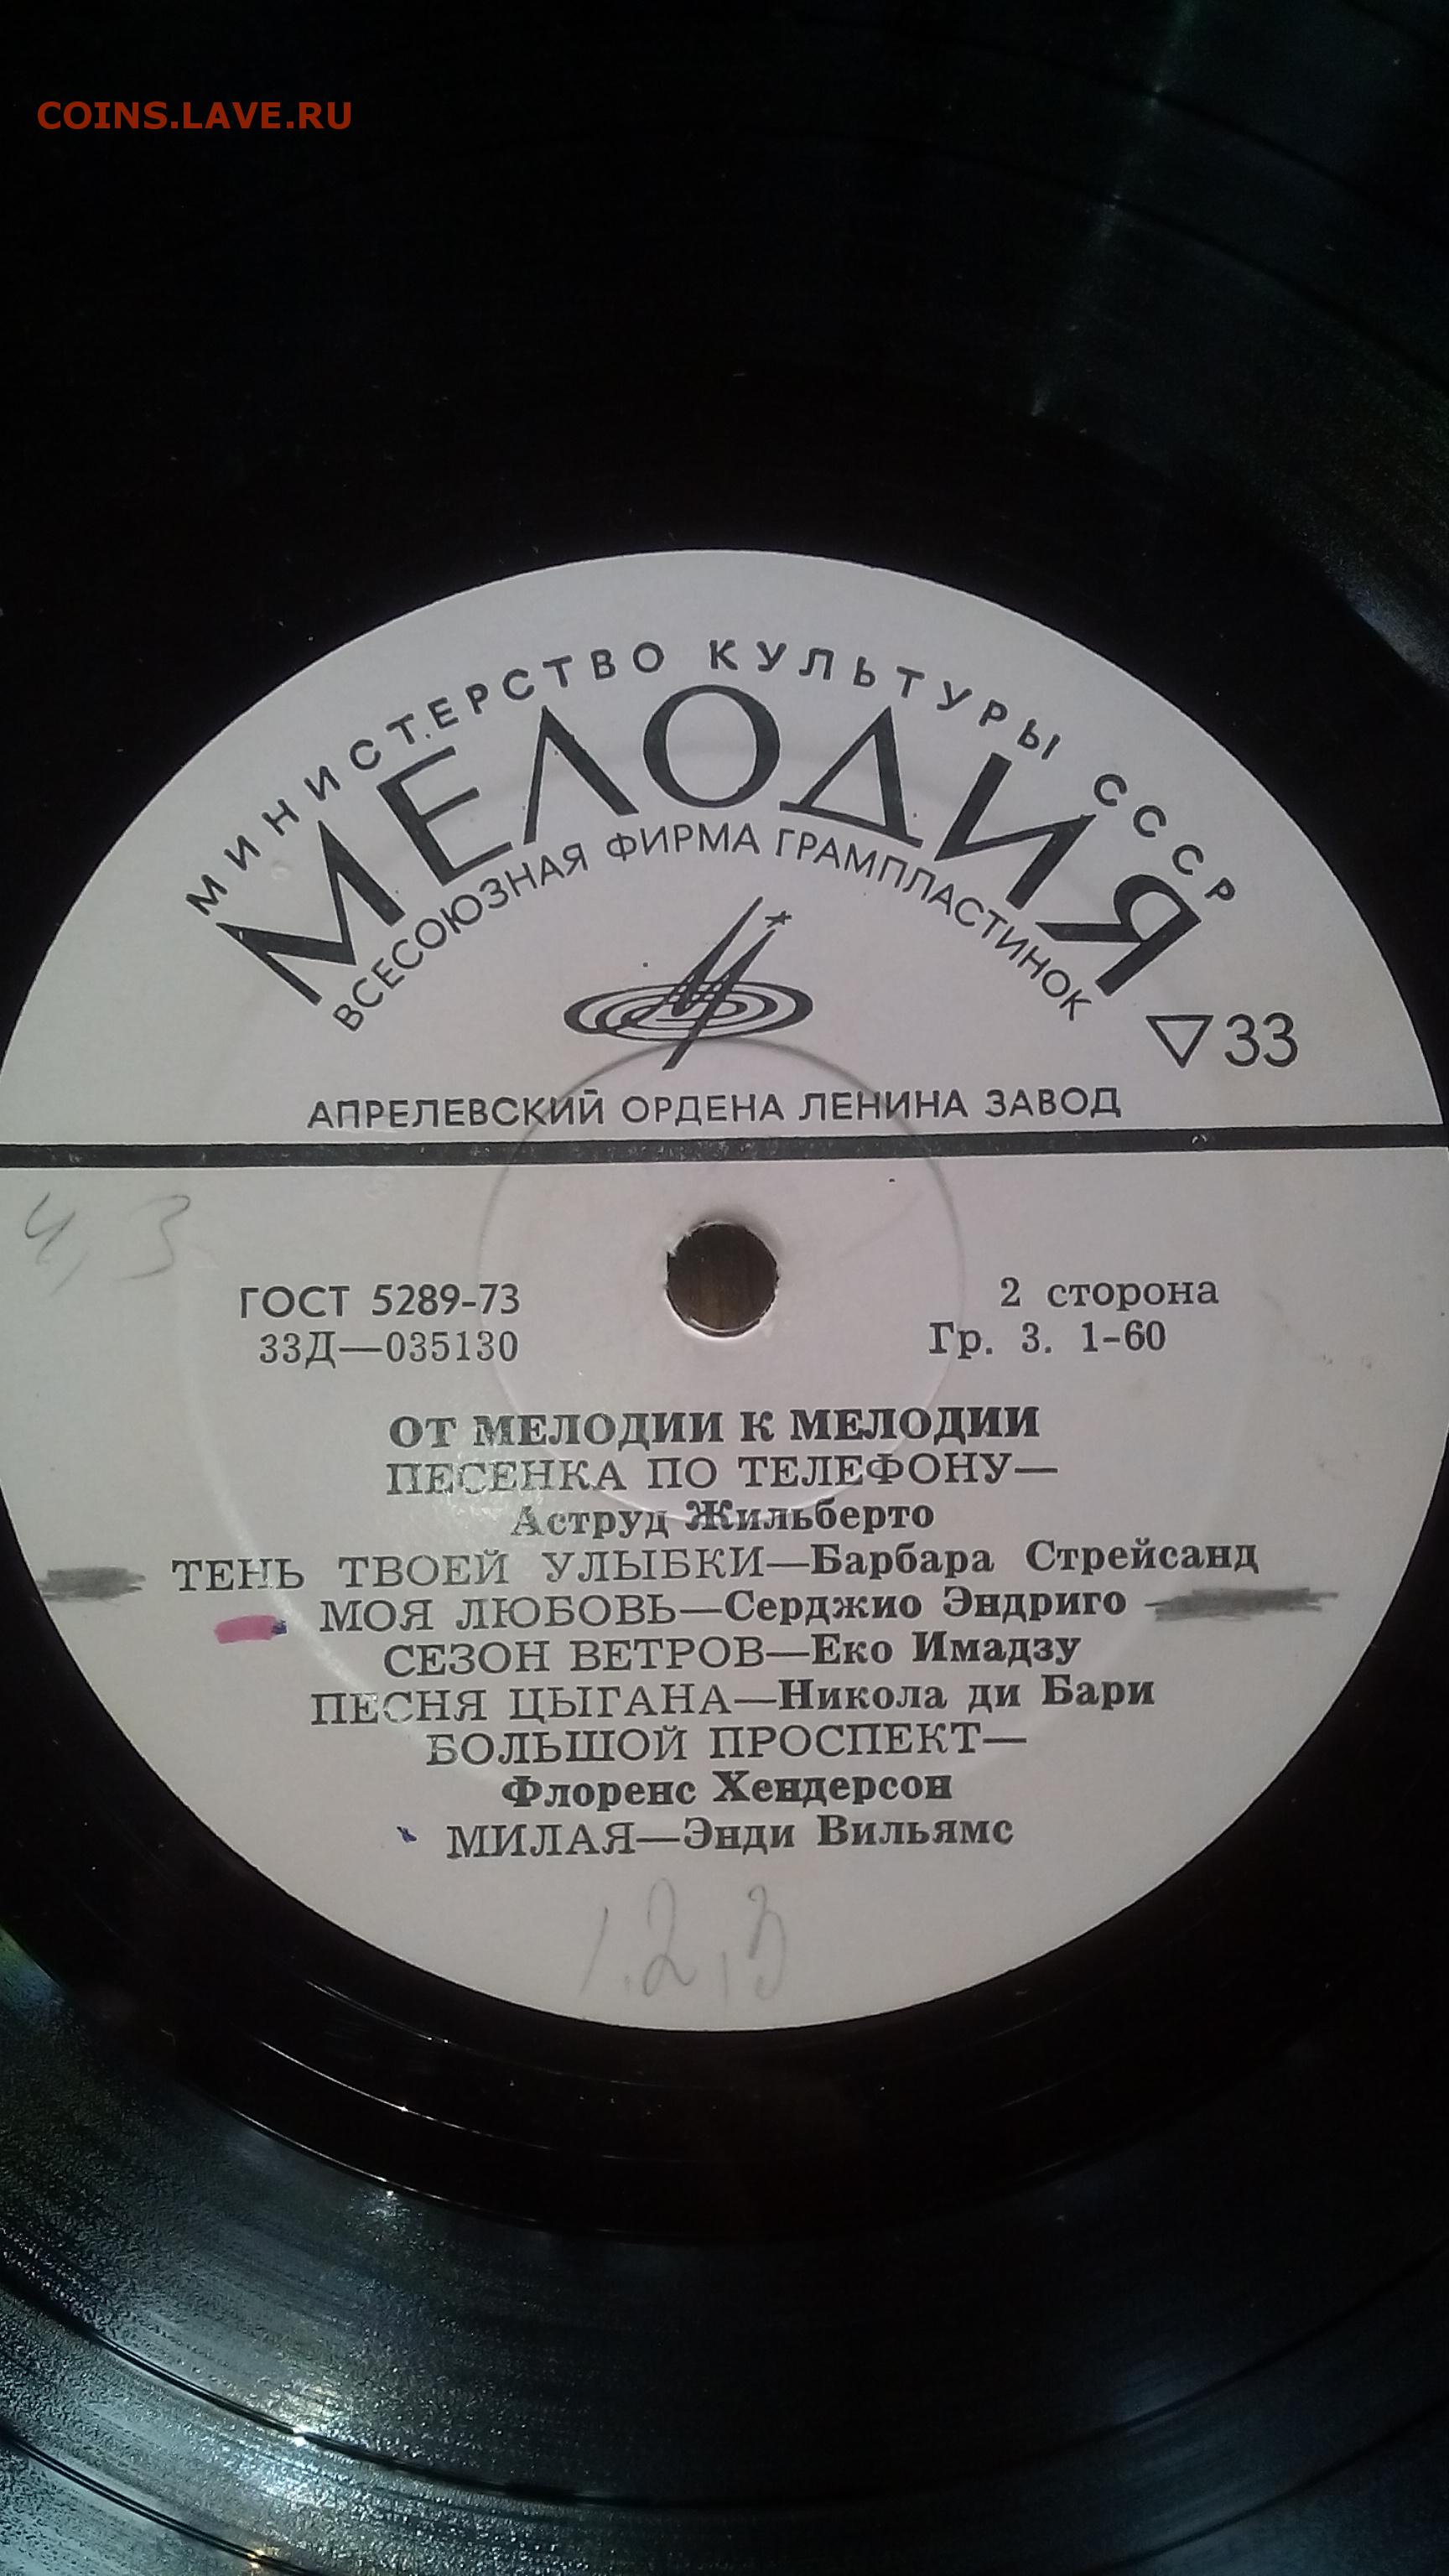 COINS.LAVE.RU
МИНИСТЕРСТВО КУЛЬТУРЫ СССР
МЕЛОДИЯ
ВСЕСОЮЗНАЯ ФИРМА ГРАМПЛАСТИНОК
▽33
АПРЕЛЕВСКИЙ ОРДЕНА ЛЕНИНА ЗАВОД
4,3
ГОСТ 5289-73
2 сторона
33Д—035130
Гр. 3. 1-60
ОТ МЕЛОДИИ К МЕЛОДИИ
ПЕСЕНКА ПО ТЕЛЕФОНУ—
Аструд Жильберто
ТЕНЬ ТВОЕЙ УЛЫБКИ—Барбара Стрейсанд
МОЯ ЛЮБОВЬ—Серджио Эндриго
СЕЗОН ВЕТРОВ—Еко Имадзу
ПЕСНЯ ЦЫГАНА—Никола ди Бари
БОЛЬШОЙ ПРОСПЕКТ—
Флоренс Хендерсон
МИЛАЯ—Энди Вильямс
1.2,3